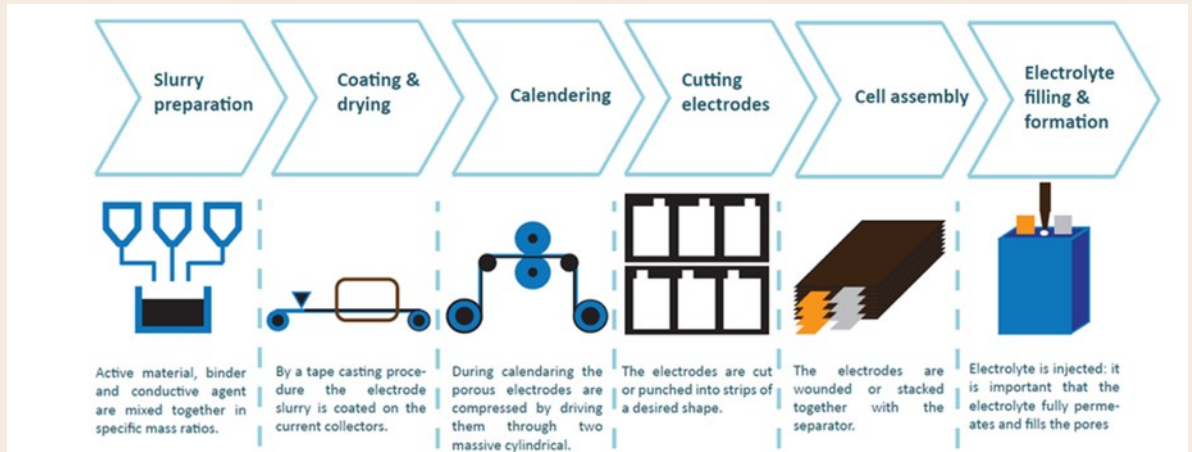 Slurry
preparation
Coating &
drying
Calendering
Cutting
electrodes
Cell assembly
Electrolyte
filling &
formation
Active material, binder
and conductive agent
are mixed together in
specific mass ratios.
By a tape casting proce-
dure the electrode
slurry is coated on the
current collectors.
During calendaring the
porous electrodes are
compressed by driving
them through two
massive cylindrical.
The electrodes are cut
or punched into strips of
a desired shape.
The electrodes are
wounded or stacked
together with the
separator.
Electrolyte is injected: it
is important that the
electrolyte fully perme-
ates and fills the pores